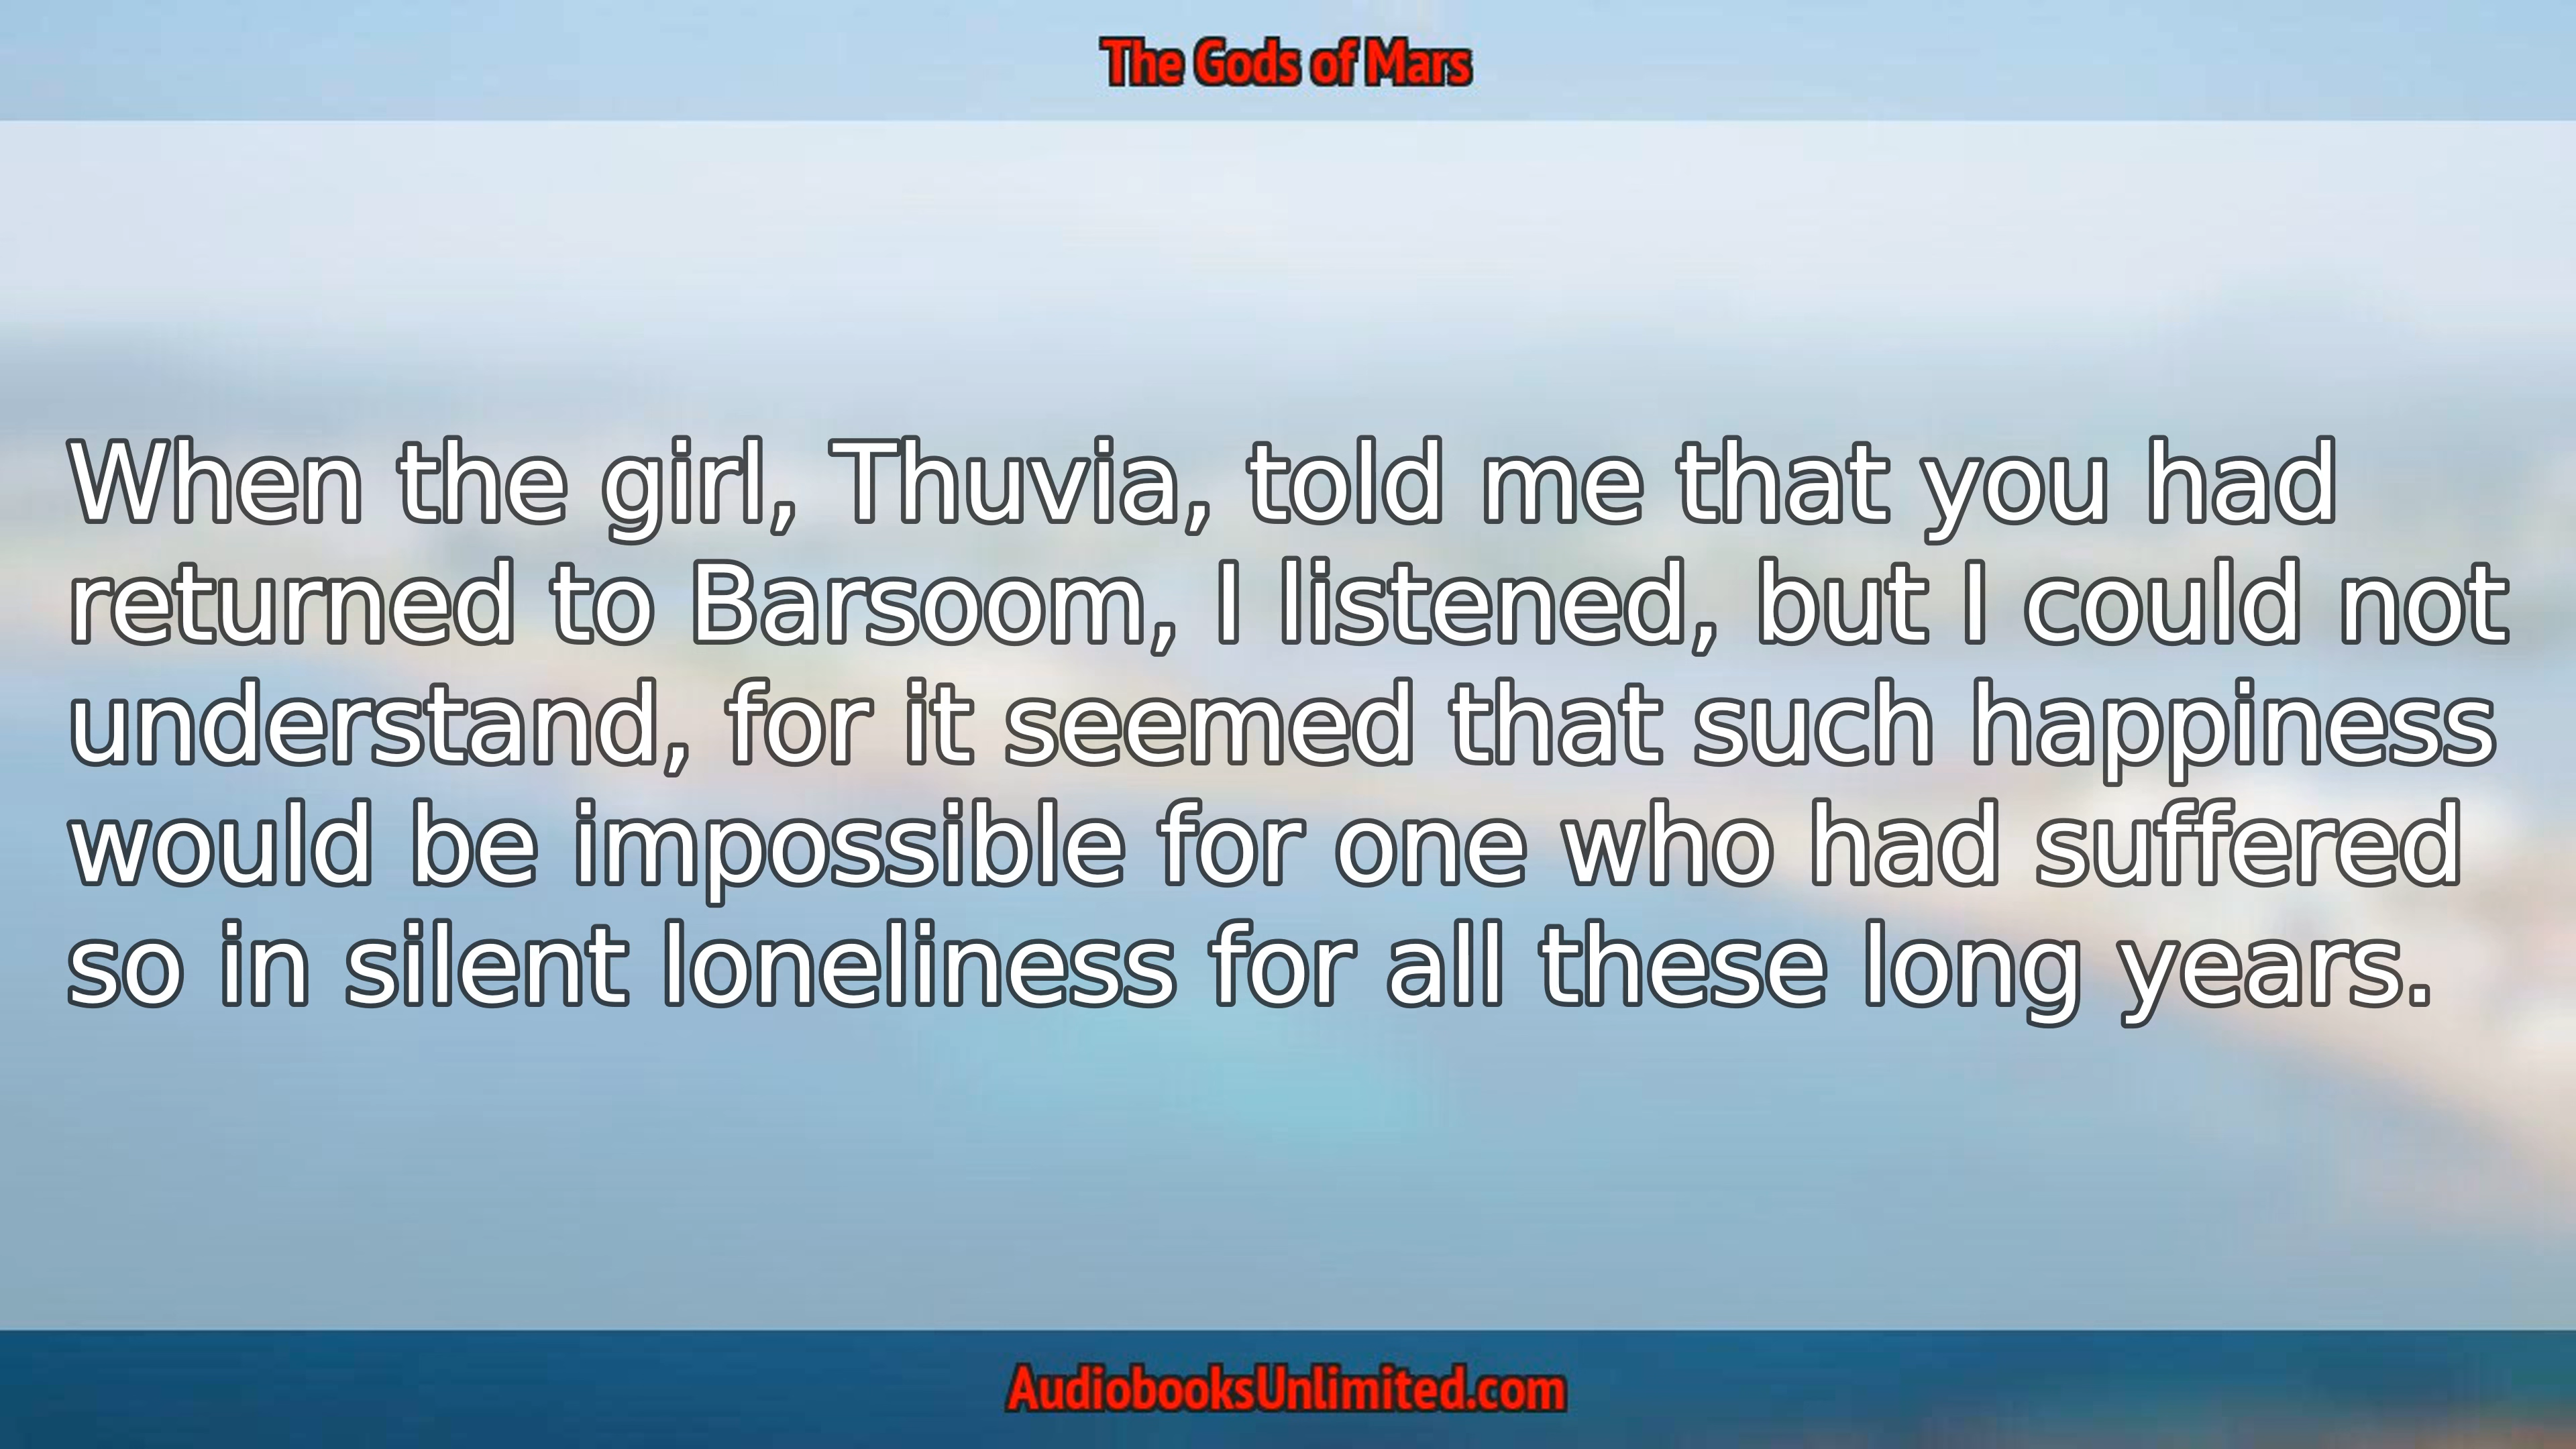 The Gods of Mars
When the girl, Thuvia, told me that you had
returned to Barsoom, I listened, but I could not
understand, for it seemed that such happiness
would be impossible for one who had suffered
so in silent loneliness for all these long years.
AudiobooksUnlimited.com